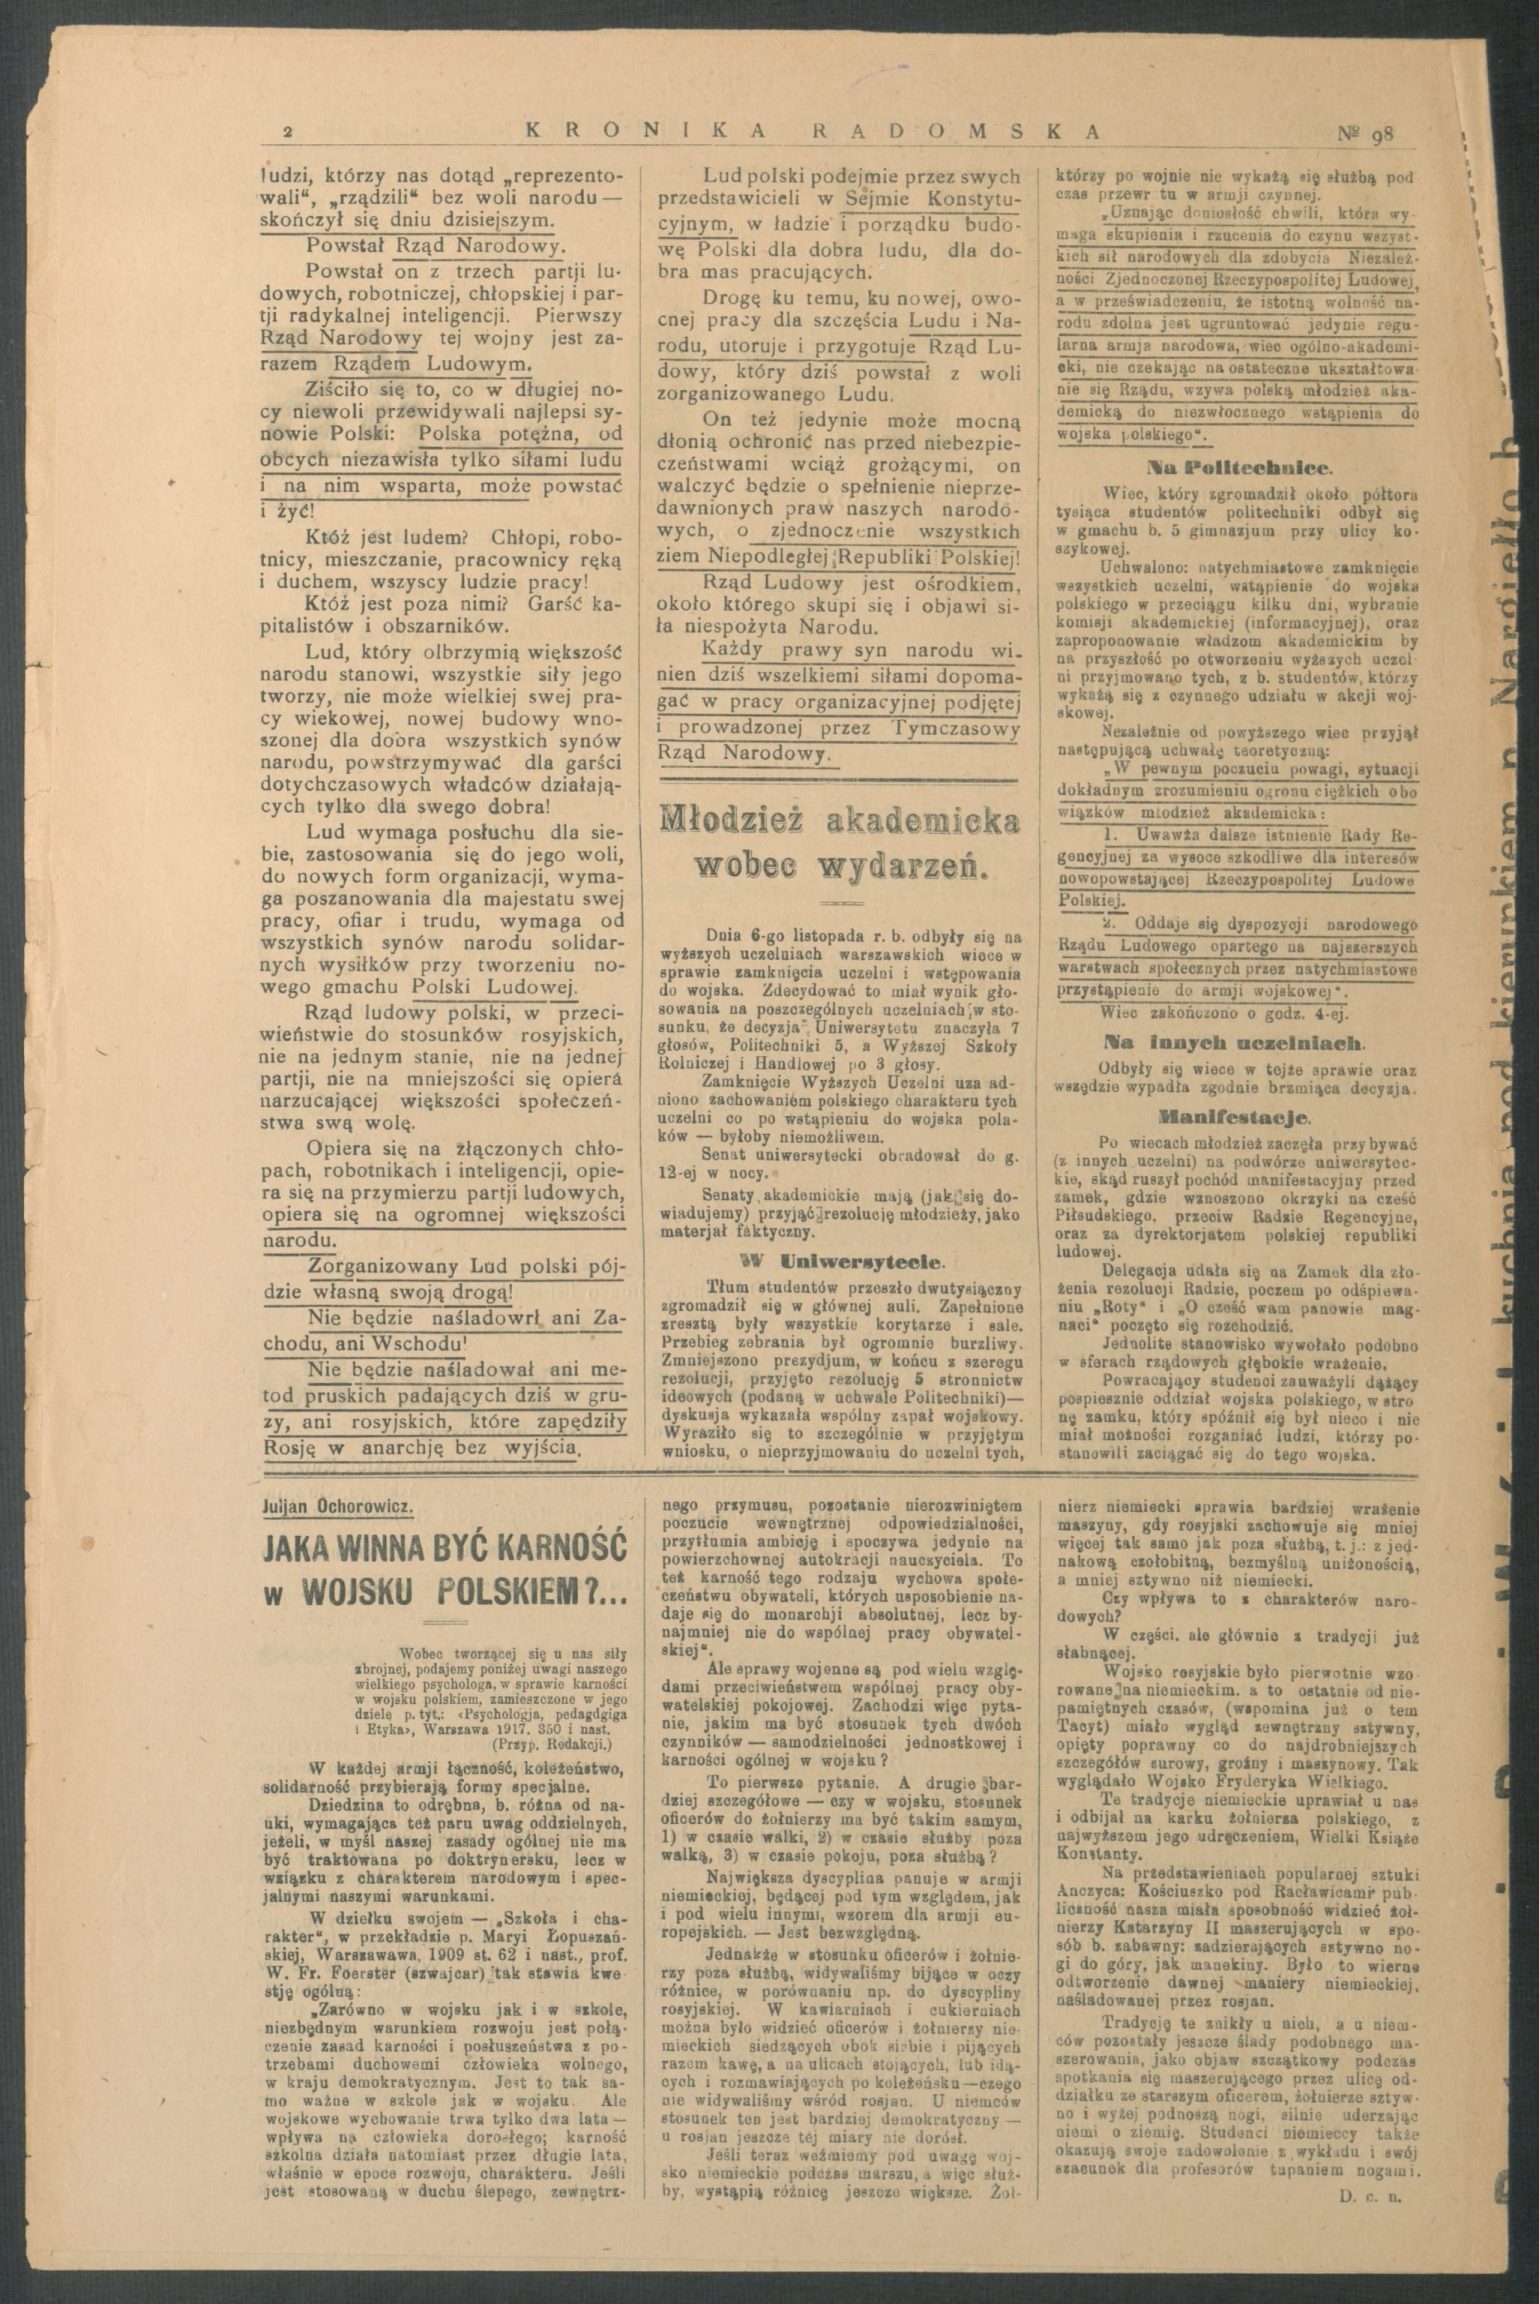 2
KRONIKA RADOMSKA
№ 98
ludzi, którzy nas dotąd „reprezento-
wali“, „rządzili“ bez woli narodu —
skończył się dniu dzisiejszym.
Powstał Rząd Narodowy.
Powstał on z trzech partji lu-
dowych, robotniczej, chłopskiej i par-
tji radykalnej inteligencji. Pierwszy
Rząd Narodowy tej wojny jest za-
razem Rządem Ludowym.
Ziściło się to, co w długiej no-
cy niewoli przewidywali najlepsi sy-
nowie Polski: Polska potężna, od
obcych niezawisła tylko siłami ludu
i na nim wsparta, może powstać
i żyć!
Któż jest ludem? Chłopi, robo-
tnicy, mieszczanie, pracownicy ręką
i duchem, wszyscy ludzie pracy!
Któż jest poza nimi? Garść ka-
pitalistów i obszarników.
Lud, który olbrzymią większość
narodu stanowi, wszystkie siły jego
tworzy, nie może wielkiej swej pra-
cy wiekowej, nowej budowy wno-
szonej dla dobra wszystkich synów
narodu, powstrzymywać dla garści
dotychczasowych władców działają-
cych tylko dla swego dobra!
Lud wymaga posłuchu dla sie-
bie, zastosowania się do jego woli,
do nowych form organizacji, wyma-
ga poszanowania dla majestatu swej
pracy, ofiar i trudu, wymaga od
wszystkich synów narodu solidar-
nych wysiłków przy tworzeniu no-
wego gmachu Polski Ludowej.
Rząd ludowy polski, w przeci-
wieństwie do stosunków rosyjskich,
nie na jednym stanie, nie na jednej
partji, nie na mniejszości się opiera
narzucającej większości społeczeń-
stwa swą wolę.
Opiera się na złączonych chło-
pach, robotnikach i inteligencji, opie-
ra się na przymierzu partji ludowych,
opiera się na ogromnej większości
narodu.
Zorganizowany Lud polski pój-
dzie własną swoją drogą!
Nie będzie naśladowrł ani Za-
chodu, ani Wschodu!
Nie będzie naśladował ani me-
tod pruskich padających dziś w gru-
zy, ani rosyjskich, które zapędziły
Rosję w anarchję bez wyjścia.
Lud polski podejmie przez swych
przedstawicieli w Sejmie Konstytu-
cyjnym, w ładzie i porządku budo-
wę Polski dla dobra ludu, dla do-
bra mas pracujących.
Drogę ku temu, ku nowej, owo-
cnej pracy dla szczęścia Ludu i Na-
rodu, utoruje i przygotuje Rząd Lu-
dowy, który dziś powstał z woli
zorganizowanego Ludu.
On też jedynie może mocną
dłonią ochronić nas przed niebezpie-
czeństwami wciąż grożącymi, on
walczyć będzie o spełnienie nieprze-
dawnionych praw naszych narodo-
wych, o zjednoczenie wszystkich
ziem Niepodległej Republiki Polskiej!
Rząd Ludowy jest ośrodkiem,
około którego skupi się i objawi si-
ła niespożyta Narodu.
Każdy prawy syn narodu wi-
nien dziś wszelkiemi siłami dopoma-
gać w pracy organizacyjnej podjętej
i prowadzonej przez Tymczasowy
Rząd Narodowy.
Młodzież akademicka
wobec wydarzeń.
Dnia 6-go listopada r. b. odbyły się na
wyższych uczelniach warszawskich wiece w
sprawie zamknięcia uczelni i wstępowania
do wojska. Zdecydować to miał wynik gło-
sowania na poszczególnych uczelniach w sto-
sunku, że decyzja Uniwersytetu znaczyła 7
głosów, Politechniki 5, a Wyższej Szkoły
Rolniczej i Handlowej po 3 głosy.
Zamknięcie Wyższych Uczelni uza ad-
niono zachowaniem polskiego charakteru tych
uczelni co po wstąpieniu do wojska pola-
ków — byłoby niemożliwem.
Senat uniwersytecki obradował do g.
12-ej w nocy.
Senaty akademickie mają (jak się do-
wiadujemy) przyjąć rezolucję młodzieży, jako
materjał faktyczny.
W Uniwersytecie.
Tłum studentów przeszło dwutysiączny
zgromadził się w głównej auli. Zapełnione
zresztą były wszystkie korytarze i sale.
Przebieg zebrania był ogromnie burzliwy.
Zmniejszono prezydjum, w końcu z szeregu
rezolucji, przyjęto rezolucję 5 stronnictw
ideowych (podaną w uchwale Politechniki)—
dyskusja wykazała wspólny zapał wojskowy.
Wyraziło się to szczególnie w przyjętym
wniosku, o nieprzyjmowaniu do uczelni tych,
którzy po wojnie nie wykażą się służbą pod
czas przewr tu w armji czynnej.
„Uznając doniosłość chwili, która wy-
maga skupienia i rzucenia do czynu wszyst-
kich sił narodowych dla zdobycia Niezależ-
ności Zjednoczonej Rzeczypospolitej Ludowej,
a w przeświadczeniu, że istotną wolność na-
rodu zdolna jest ugruntować jedynie regu-
larna armja narodowa, wiec ogólno-akademi-
cki, nie czekając na ostateczne ukształtowa-
nie się Rządu, wzywa polską młodzież aka-
demicką do niezwłocznego wstąpienia do
wojska polskiego“.
Na Politechnice.
Wiec, który zgromadził około półtora
tysiąca studentów politechniki odbył się
w gmachu b. 5 gimnazjum przy ulicy ko-
szykowej.
Uchwalono: natychmiastowe zamknięcie
wszystkich uczelni, wstąpienie do wojska
polskiego w przeciągu kilku dni, wybranie
komisji akademickiej (informacyjnej), oraz
zaproponowanie władzom akademickim by
na przyszłość po otworzeniu wyższych uczel-
ni przyjmowano tych, z b. studentów, którzy
wykażą się z czynnego udziału w akcji woj-
skowej.
Niezależnie od powyższego wiec przyjął
następującą uchwałę teoretyczną:
„W pewnym poczuciu powagi, sytuacji
dokładnym zrozumieniu ogromu ciężkich obo
wiązków młodzież akademicka:
1. Uwawża dalsze istnienie Rady Re-
gencyjnej za wysoce szkodliwe dla interesów
nowopowstającej Rzeczypospolitej Ludowe
Polskiej.
2. Oddaje się dyspozycji narodowego
Rządu Ludowego opartego na najszerszych
warstwach społecznych przez natychmiastowe
przystąpienie do armji wojskowej“.
Wiec zakończono o godz. 4-ej.
Na innych uczelniach.
Odbyły się wiece w tejże sprawie oraz
wszędzie wypadła zgodnie brzmiąca decyzja.
Manifestacje.
Po wiecach młodzież zaczęła przybywać
(z innych uczelni) na podwórze uniwersytec-
kie, skąd ruszył pochód manifestacyjny przed
zamek, gdzie wznoszono okrzyki na cześć
Piłsudskiego, przeciw Radzie Regencyjne,
oraz za dyrektorjatem polskiej republiki
ludowej.
Delegacja udała się na Zamek dla zło-
żenia rezolucji Radzie, poczem po odśpiewa-
niu „Roty“ i „O cześć wam panowie mag-
naci“ poczęto się rozchodzić.
Jednolite stanowisko wywołało podobno
w sferach rządowych głębokie wrażenie.
Powracający studenci zauważyli dążący
pospiesznie oddział wojska polskiego, w stro
nę zamku, który spóźnił się był nieco i nie
miał możności rozganiać ludzi, którzy po-
stanowili zaciągać się do tego wojska.
Juljan Ochorowicz.
JAKA WINNA BYĆ KARNOŚĆ
w WOJSKU POLSKIEM?...
Wobec tworzącej się u nas siły
zbrojnej, podajemy poniżej uwagi naszego
wielkiego psychologa, w sprawie karności
w wojsku polskiem, zamieszczone w jego
dziele p. tyt.: «Psychologja, pedagdgiga
i Etyka», Warszawa 1917. 350 i nast.
(Przyp. Redakcji.)
W każdej armji łączność, koleżeństwo,
solidarność przybierają formy specjalne.
Dziedzina to odrębna, b. różna od na-
uki, wymagająca też paru uwag oddzielnych,
jeżeli, w myśl naszej zasady ogólnej nie ma
być traktowana po doktrynersku, lecz w
związku z charakterem narodowym i spec-
jalnymi naszymi warunkami.
W dziełku swojem — „Szkoła i cha-
rakter“, w przekładzie p. Maryi Łopuszań-
skiej, Warszawawa, 1909 st. 62 i nast., prof.
W. Fr. Foerster (szwajcar) tak stawia kwe
stję ogólną:
„Zarówno w wojsku jak i w szkole,
niezbędnym warunkiem rozwoju jest połą-
czenie zasad karności i posłuszeństwa z po-
trzebami duchowemi człowieka wolnego,
w kraju demokratycznym. Jest to tak sa-
mo ważne w szkole jak w wojsku. Ale
wojskowe wychowanie trwa tylko dwa lata —
wpływa na człowieka dorosłego; karność
szkolna działa natomiast przez długie lata,
właśnie w epoce rozwoju, charakteru. Jeśli
jest stosowaną w duchu ślepego, zewnętrz-
nego przymusu, pozostanie nierozwiniętem
poczucie wewnętrznej odpowiedzialności,
przytłumia ambicję i spoczywa jedynie na
powierzchownej autokracji nauczyciela. To
też karność tego rodzaju wychowa społe-
czeństwu obywateli, których usposobienie na-
daje się do monarchji absolutnej, lecz by-
najmniej nie do wspólnej pracy obywatel-
skiej“.
Ale sprawy wojenne są pod wielu wzglę-
dami przeciwieństwem wspólnej pracy oby-
watelskiej pokojowej. Zachodzi więc pyta-
nie, jakim ma być stosunek tych dwóch
czynników — samodzielności jednostkowej i
karności ogólnej w wojsku?
To pierwsze pytanie. A drugie bar-
dziej szczegółowe — czy w wojsku, stosunek
oficerów do żołnierzy ma być takim samym,
1) w czasie walki, 2) w czasie służby poza
walką, 3) w czasie pokoju, poza służbą?
Największa dyscyplina panuje w armji
niemieckiej, będącej pod tym względem, jak
i pod wielu innymi, wzorem dla armji eu-
ropejskich. — Jest bezwzględną.
Jednakże w stosunku oficerów i żołnie-
rzy poza służbą, widywaliśmy bijące w oczy
różnice, w porównaniu np. do dyscypliny
rosyjskiej. W kawiarniach i cukierniach
można było widzieć oficerów i żołnierzy nie-
mieckich siedzących obok siebie i pijących
razem kawę, a na ulicach stojących, lub idą-
cych i rozmawiających po koleżeńsku—czego
nie widywaliśmy wśród rosjan. U niemców
stosunek ten jest bardziej demokratyczny —
u rosjan jeszcze tej miary nie dorósł.
Jeśli teraz weźmiemy pod uwagę woj-
sko niemieckie podczas marszu, a więc służ-
by, wystąpią różnicę jeszcze większe. Żoł-
nierz niemiecki sprawia bardziej wrażenie
maszyny, gdy rosyjski zachowuje się mniej
więcej tak samo jak poza służbą, t. j.: z jed-
nakową czołobitną, bezmyślną uniżonością,
a mniej sztywno niż niemiecki.
Czy wpływa to z charakterów naro-
dowych?
W części. ale głównie z tradycji już
słabnącej.
Wojsko rosyjskie było pierwotnie wzo
rowane na niemieckim. a to ostatnie od nie-
pamiętnych czasów, (wspomina już o tem
Tacyt) miało wygląd zewnętrzny sztywny,
opięty poprawny co do najdrobniejszych
szczegółów surowy, groźny i maszynowy. Tak
wyglądało Wojsko Fryderyka Wielkiego.
Te tradycje niemieckie uprawiał u nas
i odbijał na karku żołnierza polskiego, z
najwyższem jego udręczeniem, Wielki Książe
Konstanty.
Na przedstawieniach popularnej sztuki
Anczyca: Kościuszko pod Racławicami pub-
liczność nasza miała sposobność widzieć żoł-
nierzy Katarzyny II maszerujących w spo-
sób b. zabawny: zadzierających sztywno no-
gi do góry, jak manekiny. Było to wierne
odtworzenie dawnej maniery niemieckiej,
naśladowanej przez rosjan.
Tradycję te znikły u nich, a u niem-
ców pozostały jeszcze ślady podobnego ma-
szerowania, jako objaw szczątkowy podczas
spotkania się maszerującego przez ulicę od-
działku ze starszym oficerem, żołnierze sztyw-
no i wyżej podnoszą nogi, silnie uderzając
niemi o ziemię. Studenci niemieccy także
okazują swoje zadowolenie z wykładu i swój
szacunek dla profesorów tupaniem nogami.
D. c. n.